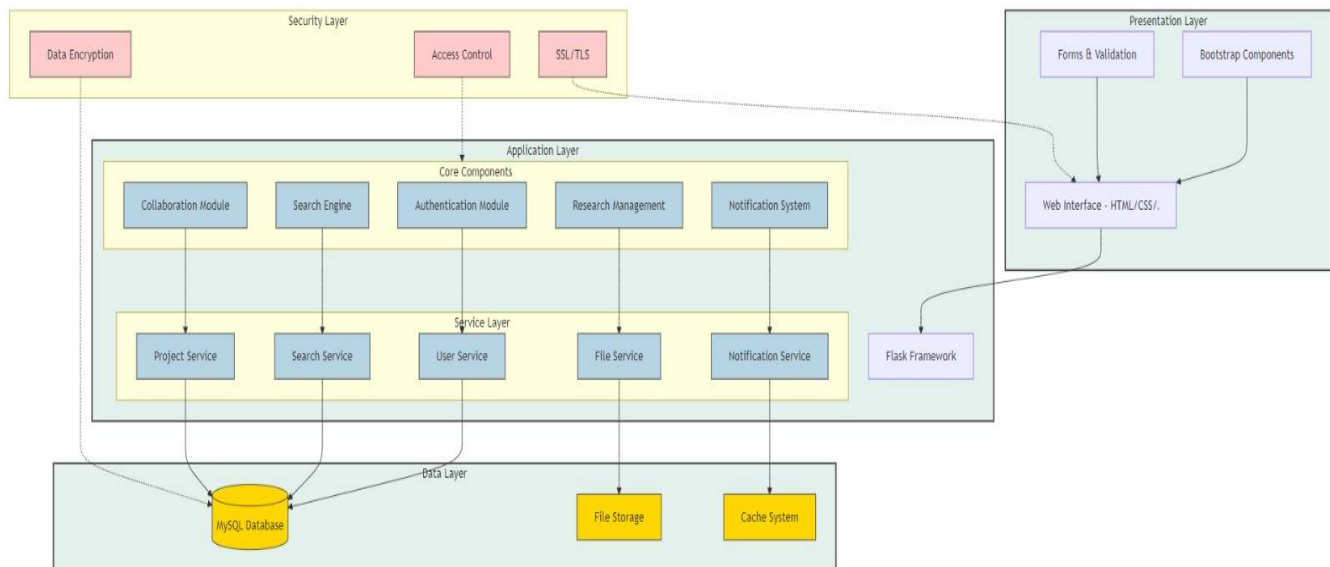 Security Layer
Data Encryption
Access Control
SSL/TLS
Presentation Layer
Forms & Validation
Bootstrap Components
Web Interface - HTML/CSS/.
Application Layer
Core Components
Collaboration Module
Search Engine
Authentication Module
Research Management
Notification System
Service Layer
Project Service
Search Service
User Service
File Service
Notification Service
Flask Framework
Data Layer
MySQL Database
File Storage
Cache System